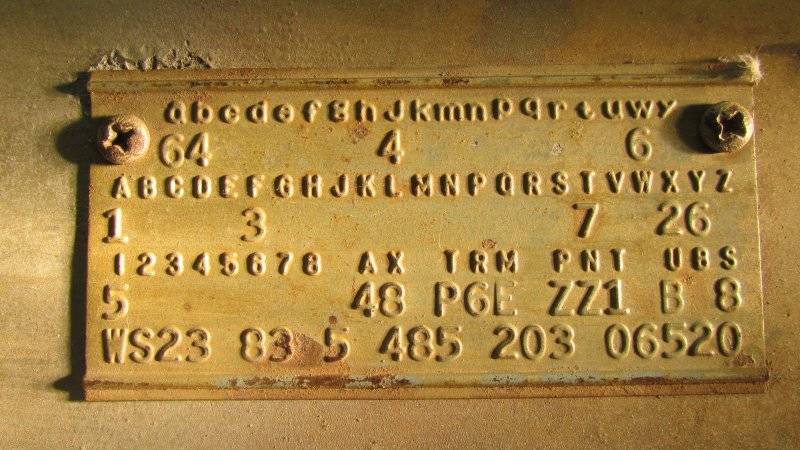 abcdefghJkmnpqrtuwy
64 4 6
ABCDEFGHJKLMNPQRSTVWXYZ
1 3 7 26
12345678 AX TRM PNT UBS
5 48 P6E ZZ1 B 8
WS23 83 5 485 203 06520